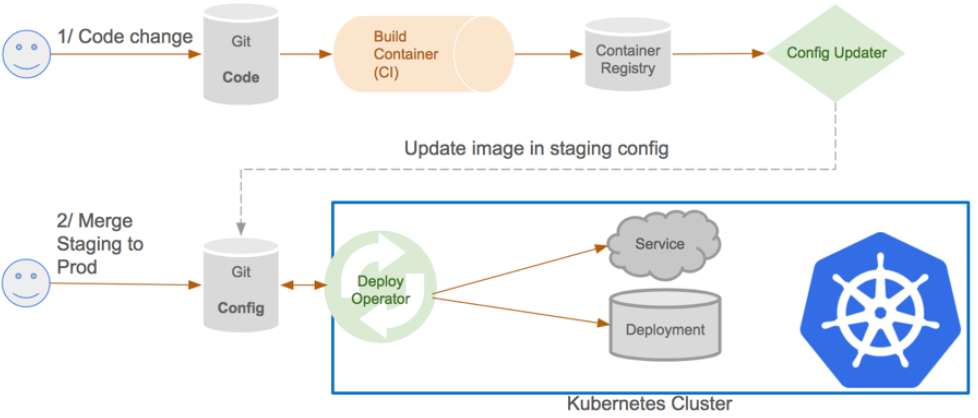 1/ Code change
Git
Code
Build
Container
(CI)
Container
Registry
Config Updater
Update image in staging config
2/ Merge
Staging to
Prod
Git
Config
Deploy
Operator
Service
Deployment
Kubernetes Cluster